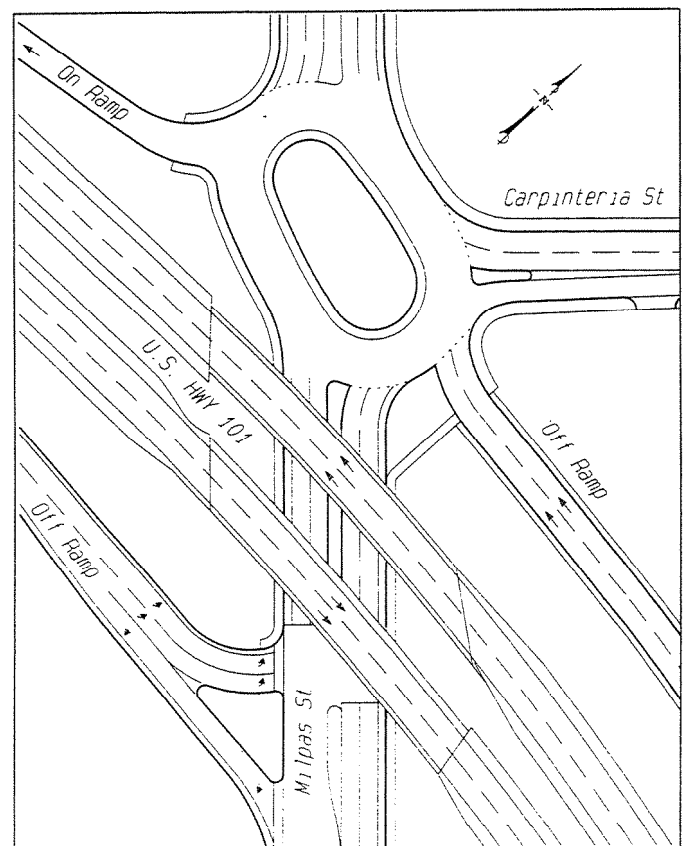 On Ramp
N
Carpinteria St
U.S. HWY 101
Off Ramp
Off Ramp
Milpas St